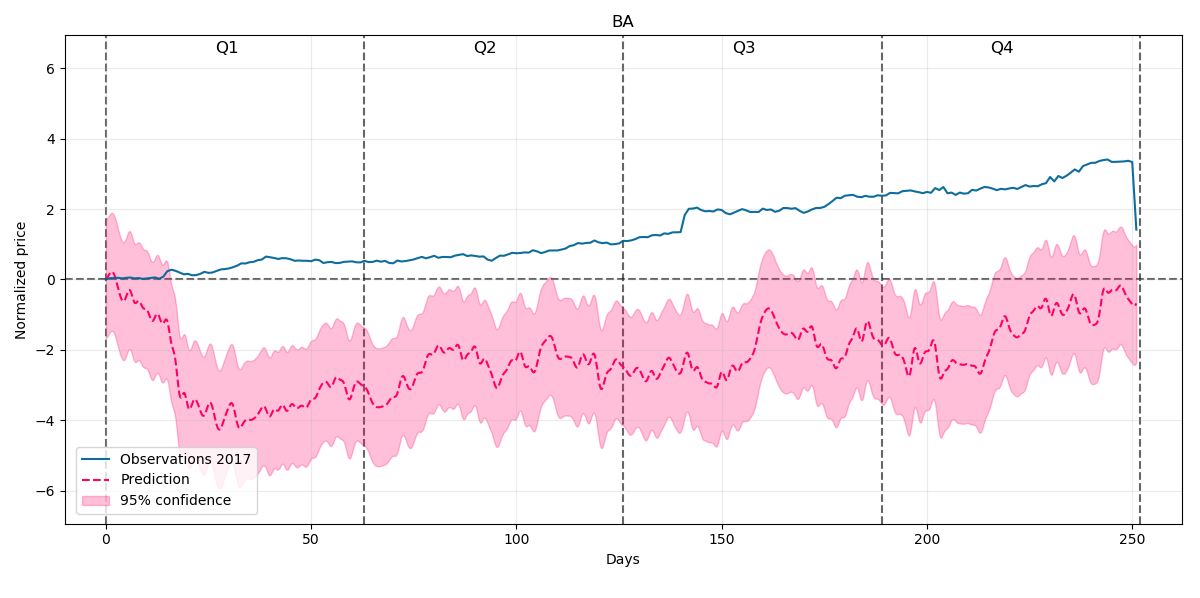 BA
Q1 Q2 Q3 Q4
Normalized price
6
4
2
0
−2
−4
−6
Observations 2017
Prediction
95% confidence
0 50 100 150 200 250
Days